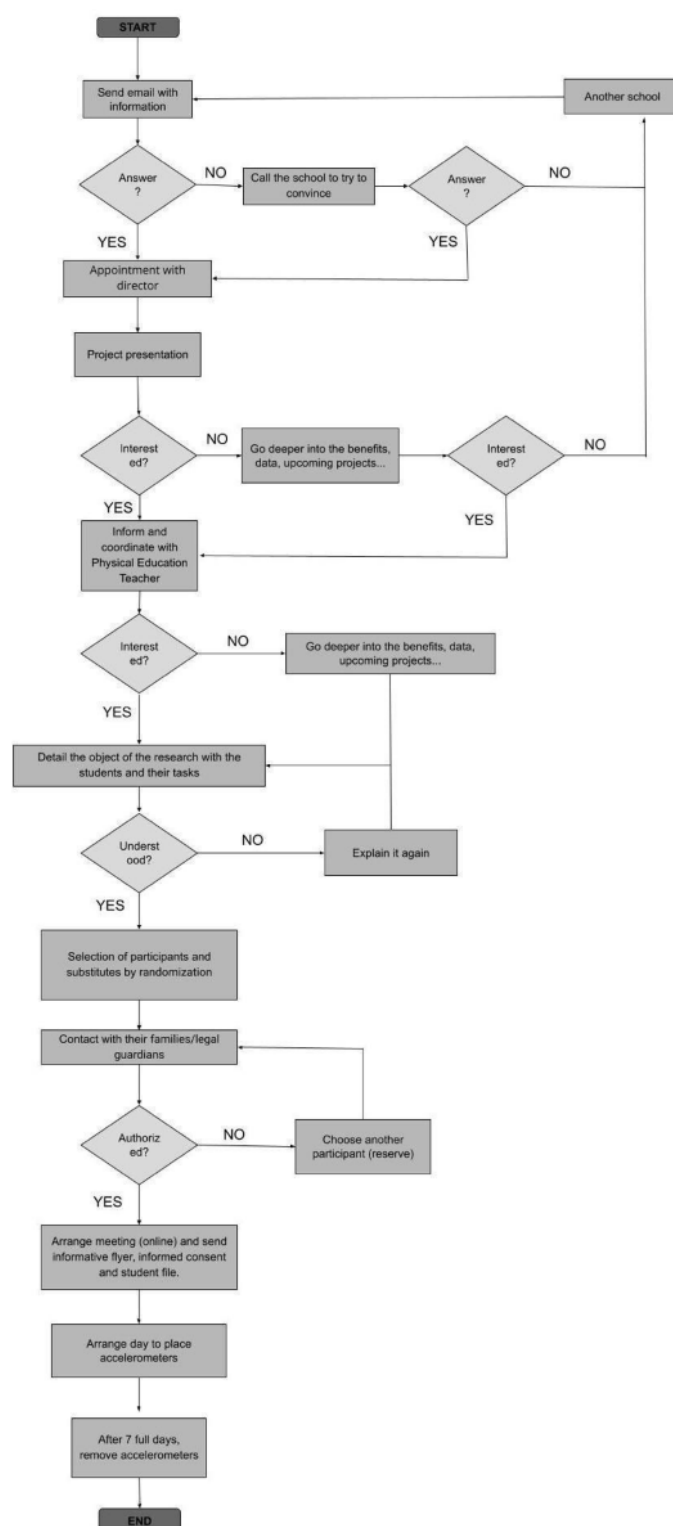 START
Send email with
information
Another school
Answer
?
NO
Call the school to try to
convince
Answer
?
NO
YES
YES
Appointment with
director
Project presentation
Interest
ed?
NO
Go deeper into the benefits,
data, upcoming projects...
Interest
ed?
NO
YES
YES
Inform and
coordinate with
Physical Education
Teacher
Interest
ed?
NO
Go deeper into the benefits, data,
upcoming projects...
YES
Detail the object of the research with the
students and their tasks
Underst
ood?
NO
Explain it again
YES
Selection of participants and
substitutes by randomization
Contact with their families/legal
guardians
Authoriz
ed?
NO
Choose another
participant (reserve)
YES
Arrange meeting (online) and send
informative flyer, informed consent
and student file.
Arrange day to place
accelerometers
After 7 full days,
remove accelerometers
END